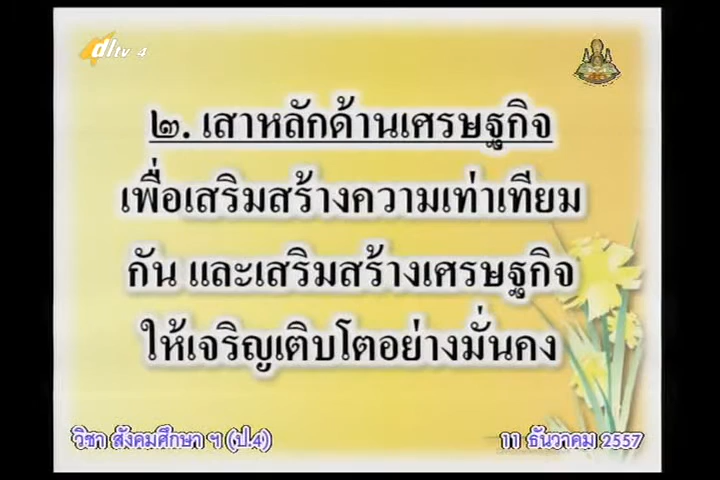 dltv 4
๒. เสาหลักด้านเศรษฐกิจ
เพื่อเสริมสร้างความเท่าเทียม
กัน และเสริมสร้างเศรษฐกิจ
ให้เจริญเติบโตอย่างมั่นคง
วิชา สังคมศึกษา ฯ (ป.4)
11 ธันวาคม 2557